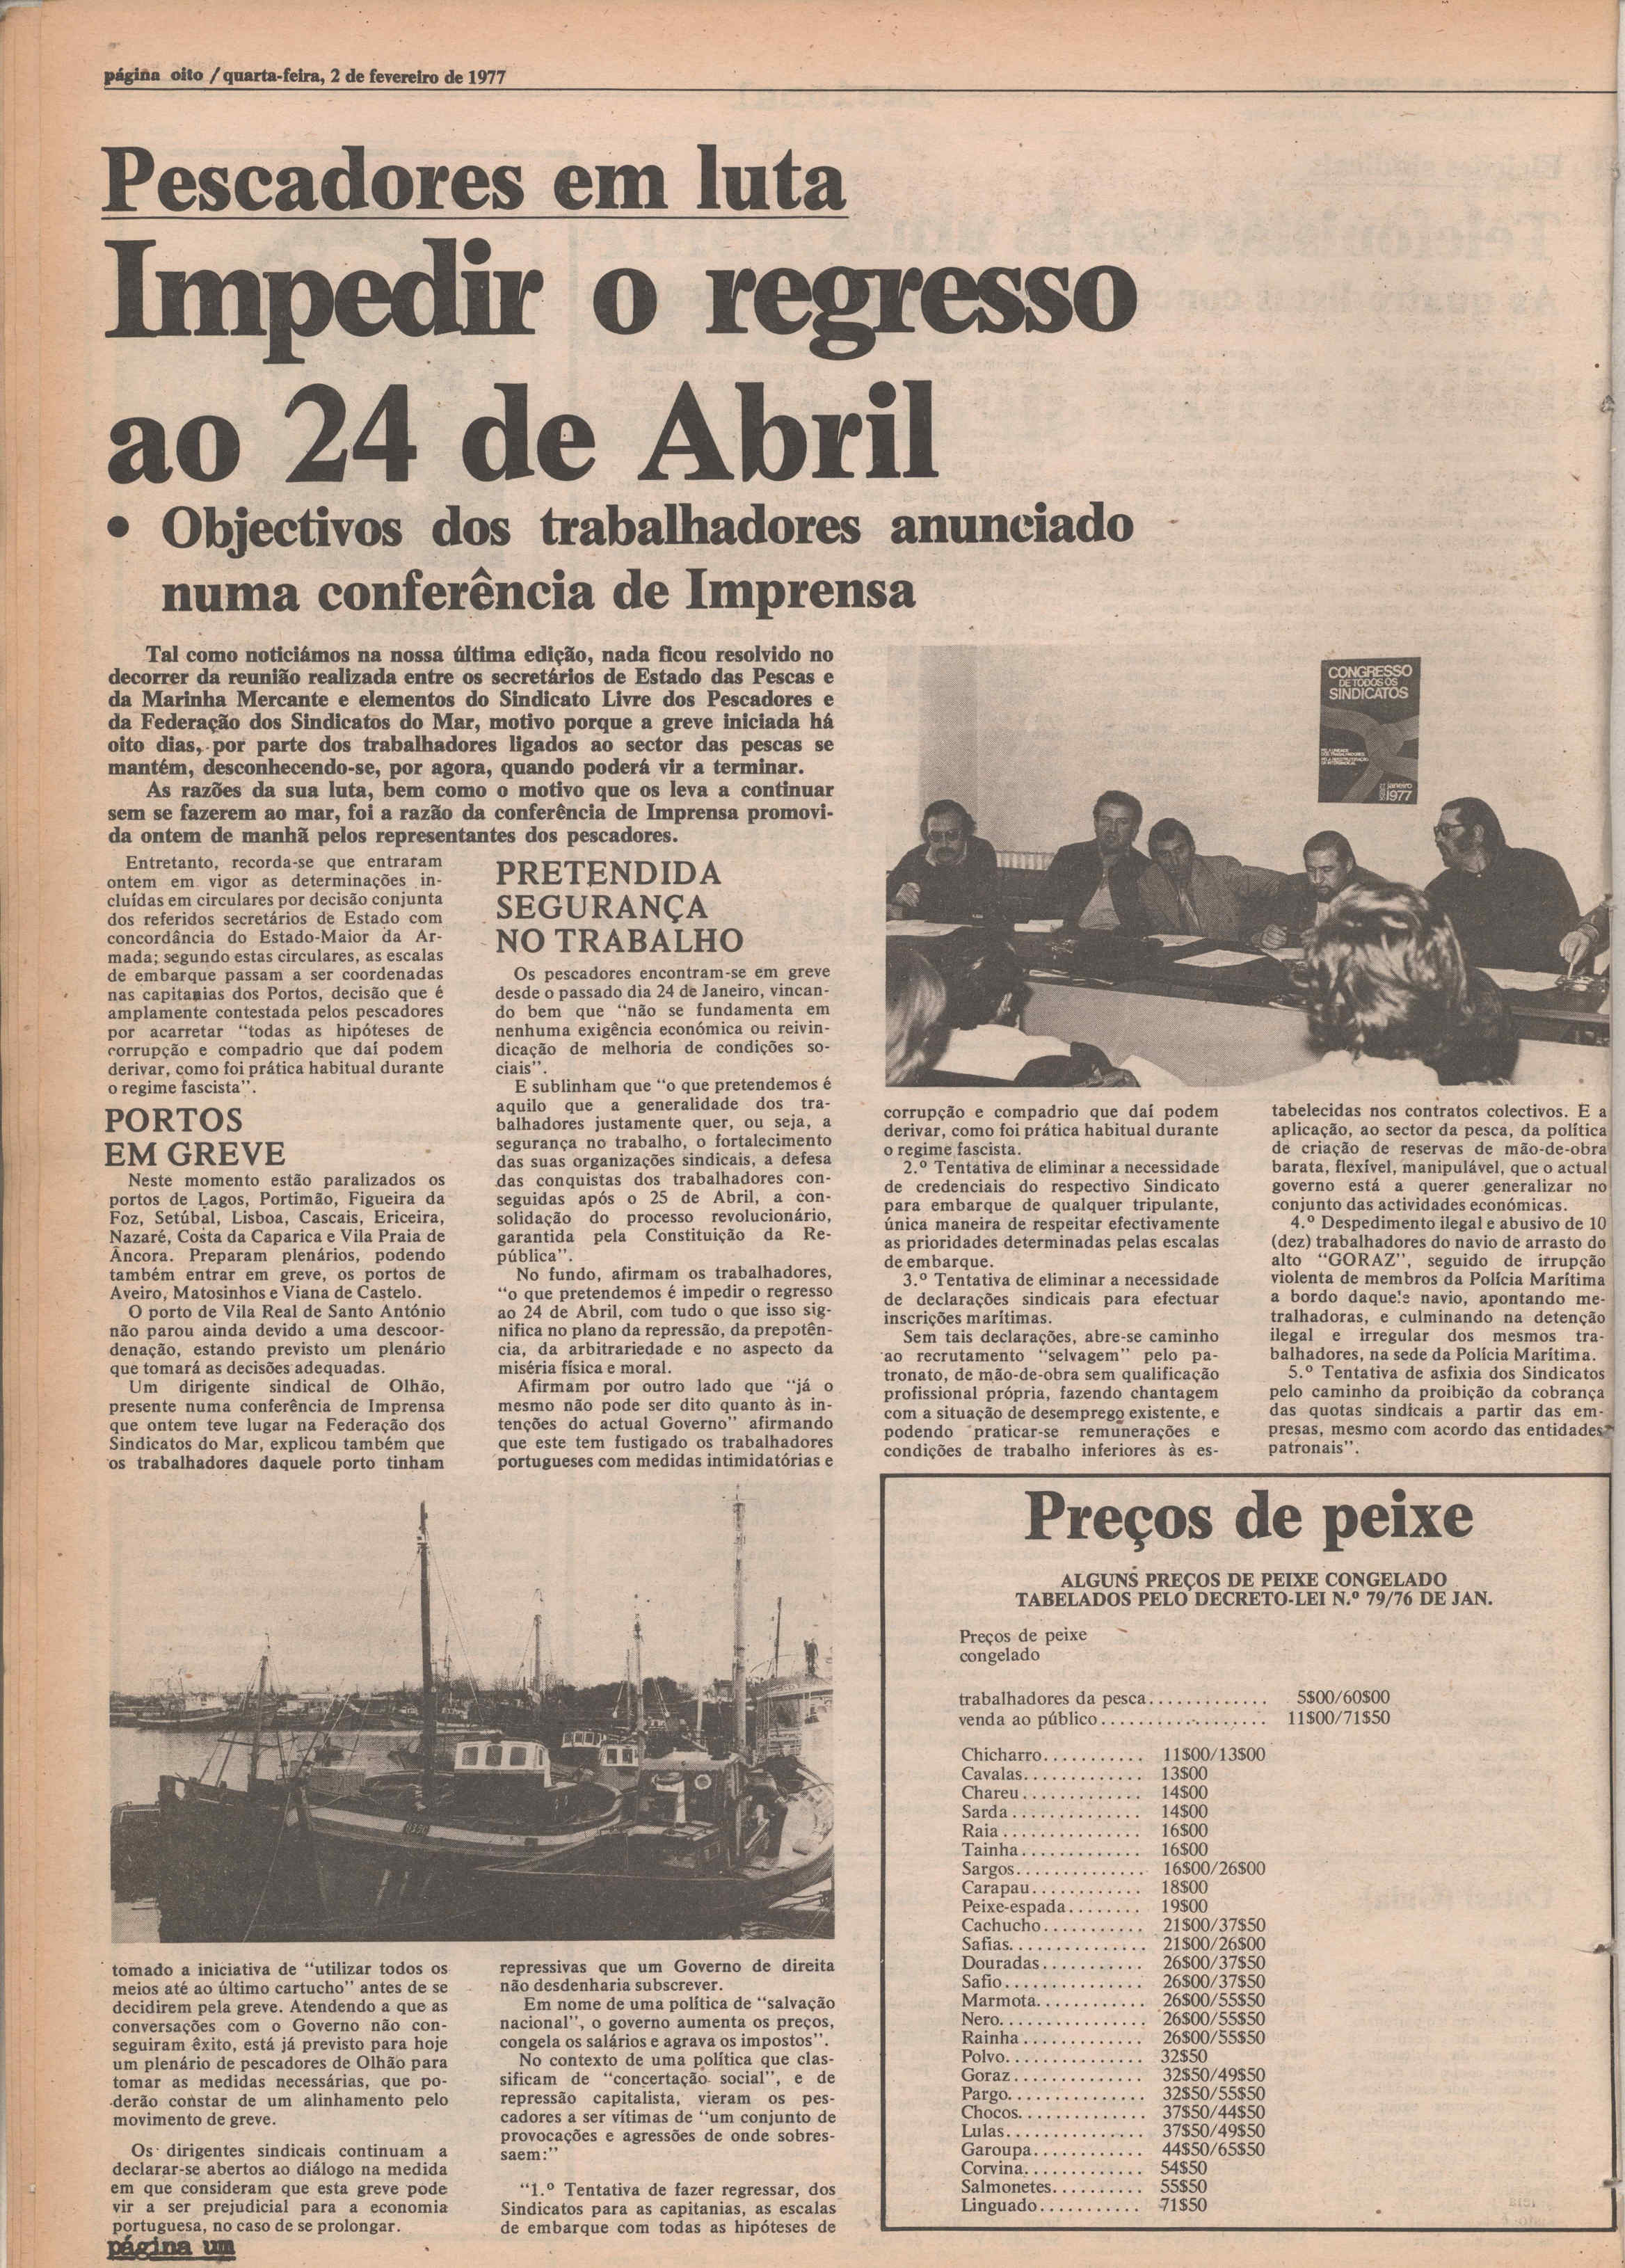 página oito / quarta-feira, 2 de fevereiro de 1977
Pescadores em luta
Impedir o regresso
ao 24 de Abril
• Objectivos dos trabalhadores anunciado
numa conferência de Imprensa
Tal como noticiámos na nossa última edição, nada ficou resolvido no
decorrer da reunião realizada entre os secretários de Estado das Pescas e
da Marinha Mercante e elementos do Sindicato Livre dos Pescadores e
da Federação dos Sindicatos do Mar, motivo porque a greve iniciada há
oito dias, por parte dos trabalhadores ligados ao sector das pescas se
mantém, desconhecendo-se, por agora, quando poderá vir a terminar.
As razões da sua luta, bem como o motivo que os leva a continuar
sem se fazerem ao mar, foi a razão da conferência de Imprensa promovi-
da ontem de manhã pelos representantes dos pescadores.
Entretanto, recorda-se que entraram
ontem em vigor as determinações in-
cluídas em circulares por decisão conjunta
dos referidos secretários de Estado com
concordância do Estado-Maior da Ar-
mada; segundo estas circulares, as escalas
de embarque passam a ser coordenadas
nas capitanias dos Portos, decisão que é
amplamente contestada pelos pescadores
por acarretar "todas as hipóteses de
corrupção e compadrio que daí podem
derivar, como foi prática habitual durante
o regime fascista".
PORTOS
EM GREVE
Neste momento estão paralizados os
portos de Lagos, Portimão, Figueira da
Foz, Setúbal, Lisboa, Cascais, Ericeira,
Nazaré, Costa da Caparica e Vila Praia de
Âncora. Preparam plenários, podendo
também entrar em greve, os portos de
Aveiro, Matosinhos e Viana de Castelo.
O porto de Vila Real de Santo António
não parou ainda devido a uma descoor-
denação, estando previsto um plenário
que tomará as decisões adequadas.
Um dirigente sindical de Olhão,
presente numa conferência de Imprensa
que ontem teve lugar na Federação dos
Sindicatos do Mar, explicou também que
os trabalhadores daquele porto tinham
tomado a iniciativa de "utilizar todos os
meios até ao último cartucho" antes de se
decidirem pela greve. Atendendo a que as
conversações com o Governo não con-
seguiram êxito, está já previsto para hoje
um plenário de pescadores de Olhão para
tomar as medidas necessárias, que po-
derão constar de um alinhamento pelo
movimento de greve.
Os dirigentes sindicais continuam a
declarar-se abertos ao diálogo na medida
em que consideram que esta greve pode
vir a ser prejudicial para a economia
portuguesa, no caso de se prolongar.
PRETENDIDA
SEGURANÇA
NO TRABALHO
Os pescadores encontram-se em greve
desde o passado dia 24 de Janeiro, vincan-
do bem que "não se fundamenta em
nenhuma exigência económica ou reivin-
dicação de melhoria de condições so-
ciais".
E sublinham que "o que pretendemos é
aquilo que a generalidade dos tra-
balhadores justamente quer, ou seja, a
segurança no trabalho, o fortalecimento
das suas organizações sindicais, a defesa
das conquistas dos trabalhadores con-
seguidas após o 25 de Abril, a con-
solidação do processo revolucionário,
garantida pela Constituição da Re-
pública".
No fundo, afirmam os trabalhadores,
"o que pretendemos é impedir o regresso
ao 24 de Abril, com tudo o que isso sig-
nifica no plano da repressão, da prepotên-
cia, da arbitrariedade e no aspecto da
miséria física e moral.
Afirmam por outro lado que "já o
mesmo não pode ser dito quanto às in-
tenções do actual Governo" afirmando
que este tem fustigado os trabalhadores
portugueses com medidas intimidatórias e
repressivas que um Governo de direita
não desdenharia subscrever.
Em nome de uma política de "salvação
nacional", o governo aumenta os preços,
congela os salários e agrava os impostos".
No contexto de uma política que clas-
sificam de "concertação social", e de
repressão capitalista, vieram os pes-
cadores a ser vítimas de "um conjunto de
provocações e agressões de onde sobres-
saem:"
"1.º Tentativa de fazer regressar, dos
Sindicatos para as capitanias, as escalas
de embarque com todas as hipóteses de
CONGRESSO
DE TODOS OS
SINDICATOS
janeiro
1977
corrupção e compadrio que daí podem
derivar, como foi prática habitual durante
o regime fascista.
2.º Tentativa de eliminar a necessidade
de credenciais do respectivo Sindicato
para embarque de qualquer tripulante,
única maneira de respeitar efectivamente
as prioridades determinadas pelas escalas
de embarque.
3.º Tentativa de eliminar a necessidade
de declarações sindicais para efectuar
inscrições marítimas.
Sem tais declarações, abre-se caminho
ao recrutamento "selvagem" pelo pa-
tronato, de mão-de-obra sem qualificação
profissional própria, fazendo chantagem
com a situação de desemprego existente, e
podendo praticar-se remunerações e
condições de trabalho inferiores às es-
tabelecidas nos contratos colectivos. E a
aplicação, ao sector da pesca, da política
de criação de reservas de mão-de-obra
barata, flexível, manipulável, que o actual
governo está a querer generalizar no
conjunto das actividades económicas.
4.º Despedimento ilegal e abusivo de 10
(dez) trabalhadores do navio de arrasto do
alto "GORAZ", seguido de irrupção
violenta de membros da Polícia Marítima
a bordo daquele navio, apontando me-
tralhadoras, e culminando na detenção
ilegal e irregular dos mesmos tra-
balhadores, na sede da Polícia Marítima.
5.º Tentativa de asfixia dos Sindicatos
pelo caminho da proibição da cobrança
das quotas sindicais a partir das em-
presas, mesmo com acordo das entidades
patronais".
Preços de peixe
ALGUNS PREÇOS DE PEIXE CONGELADO
TABELADOS PELO DECRETO-LEI N.º 79/76 DE JAN.
Preços de peixe
congelado
trabalhadores da pesca............. 5$00/60$00
venda ao público.................. 11$00/71$50
Chicharro........... 11$00/13$00
Cavalas............. 13$00
Chareu............. 14$00
Sarda.............. 14$00
Raia............... 16$00
Tainha............. 16$00
Sargos.............. 16$00/26$00
Carapau............ 18$00
Peixe-espada........ 19$00
Cachucho........... 21$00/37$50
Safias............... 21$00/26$00
Douradas........... 26$00/37$50
Safio............... 26$00/37$50
Marmota............ 26$00/55$50
Nero................ 26$00/55$50
Rainha............. 26$00/55$50
Polvo............... 32$50
Goraz.............. 32$50/49$50
Pargo............... 32$50/55$50
Chocos.............. 37$50/44$50
Lulas............... 37$50/49$50
Garoupa............ 44$50/65$50
Corvina............. 54$50
Salmonetes.......... 55$50
Linguado........... 71$50
página um